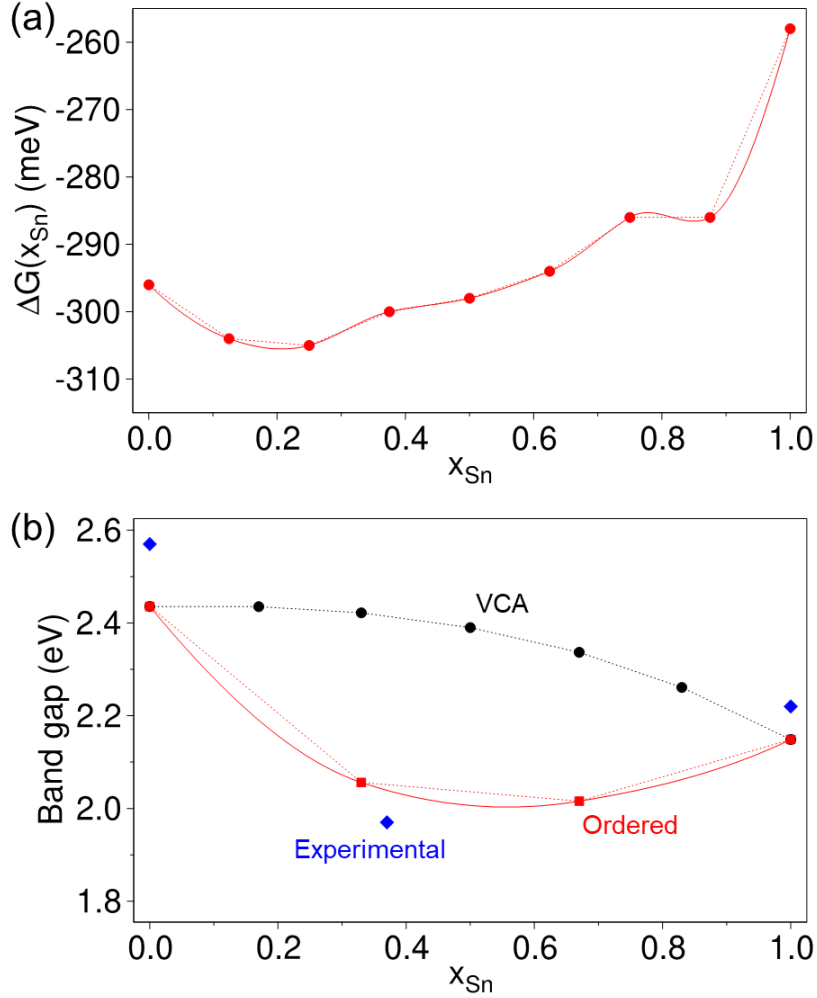 (a)
ΔG(xSn) (meV)
-260
-270
-280
-290
-300
-310
0.0 0.2 0.4 0.6 0.8 1.0
xSn
(b)
Band gap (eV)
2.6
2.4
2.2
2.0
1.8
VCA
Ordered
Experimental
0.0 0.2 0.4 0.6 0.8 1.0
xSn